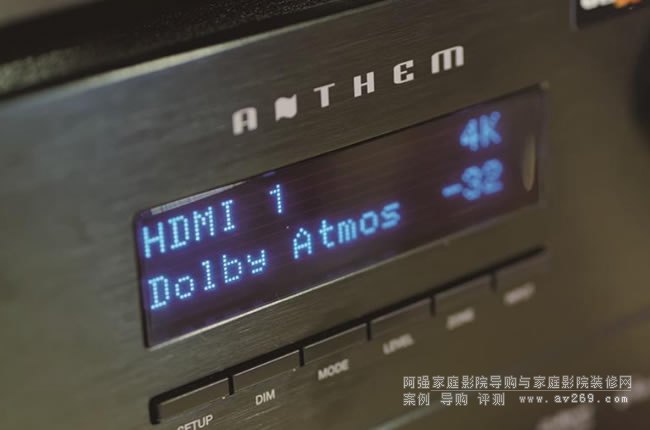 ANTHEM
HDMI 1 4K
Dolby Atmos -32
SETUP DIM MODE LEVEL
阿强家庭影院导购与家庭影院装修网
案例 导购 评测 www.av269.com